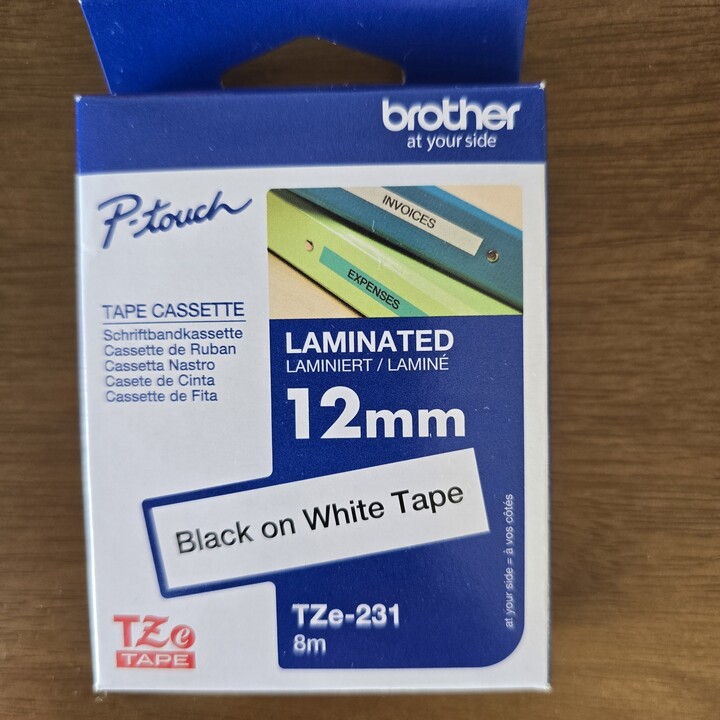 brother
at your side
P-touch
INVOICES
EXPENSES
TAPE CASSETTE
Schriftbandkassette
Cassette de Ruban
Cassetta Nastro
Casete de Cinta
Cassette de Fita
LAMINATED
LAMINIERT / LAMINÉ
12mm
Black on White Tape
at your side = à vos côtés
TZe-231
8m
TZe
TAPE